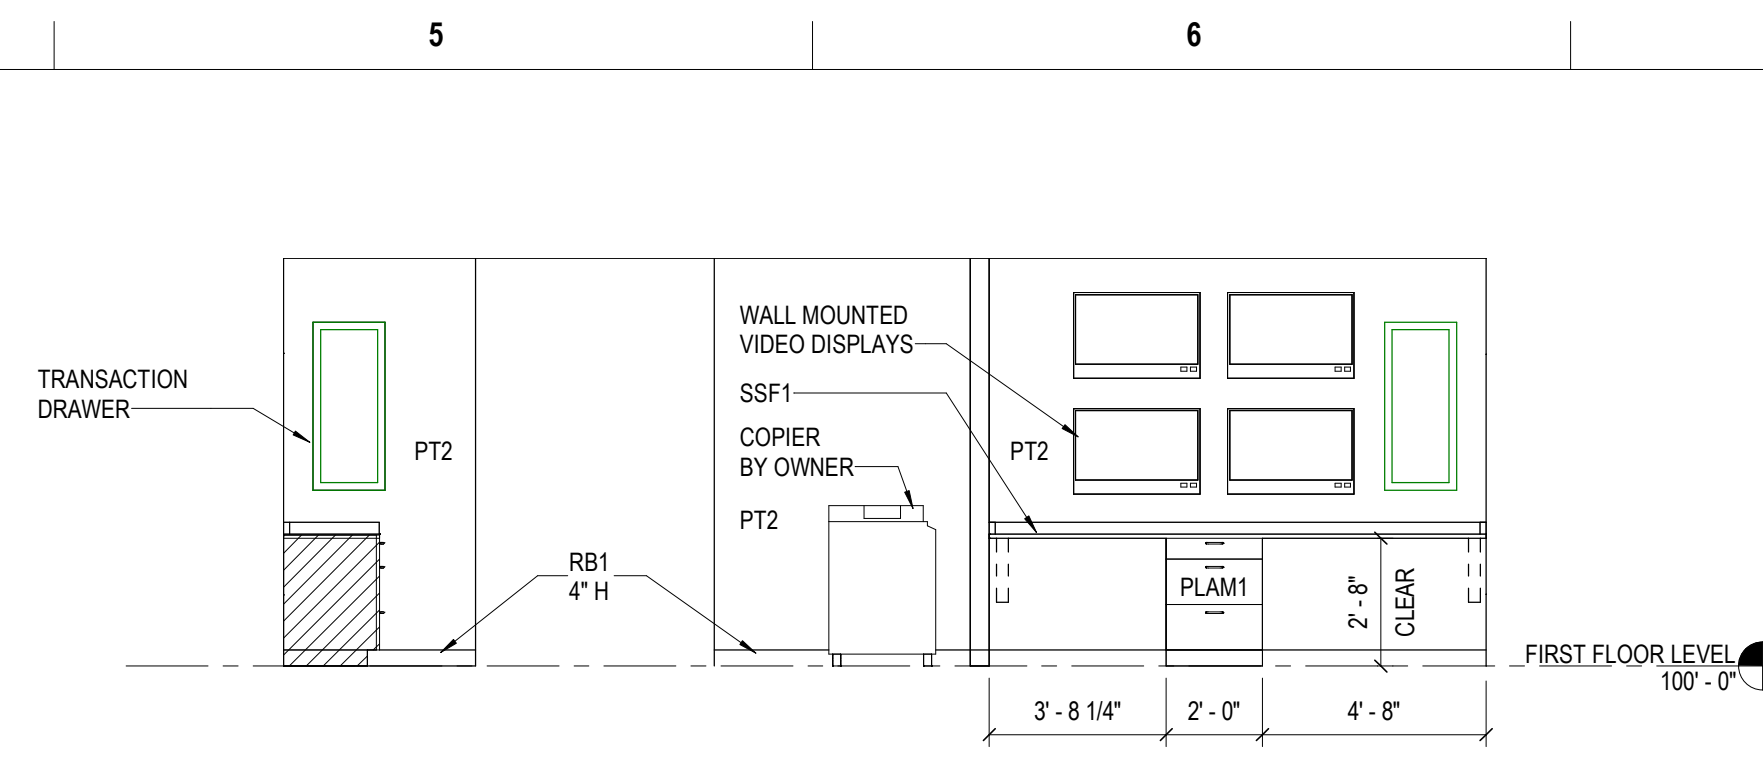 5
6
WALL MOUNTED
VIDEO DISPLAYS
TRANSACTION
DRAWER
SSF1
COPIER
BY OWNER
PT2
PT2
PT2
RB1
4" H
PLAM1
2' - 8"
CLEAR
FIRST FLOOR LEVEL
100' - 0"
3' - 8 1/4"
2' - 0"
4' - 8"